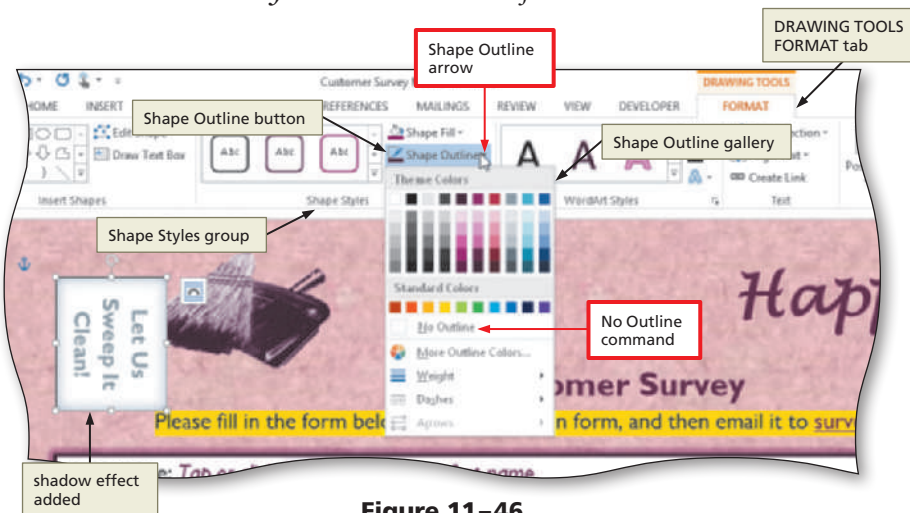 DRAWING TOOLS
FORMAT tab
Shape Outline
arrow
Customer Survey
DRAWING TOOLS
HOME INSERT REFERENCES MAILINGS REVIEW VIEW DEVELOPER FORMAT
Shape Outline button
Shape Fill
Shape Outline gallery
Edit
Draw Text Box
Abc Abc Abc
Shape Outline
A A A
Create Link
Theme Colors
Insert Shapes Shape Styles WordArt Styles Text
Shape Styles group
Standard Colors
No Outline
No Outline
command
More Outline Colors...
Weight
Dashes
Arrows
Let Us
Sweep It
Clean!
Happ
omer Survey
Please fill in the form bel n form, and then email it to surv
shadow effect
added
Figure 11–46